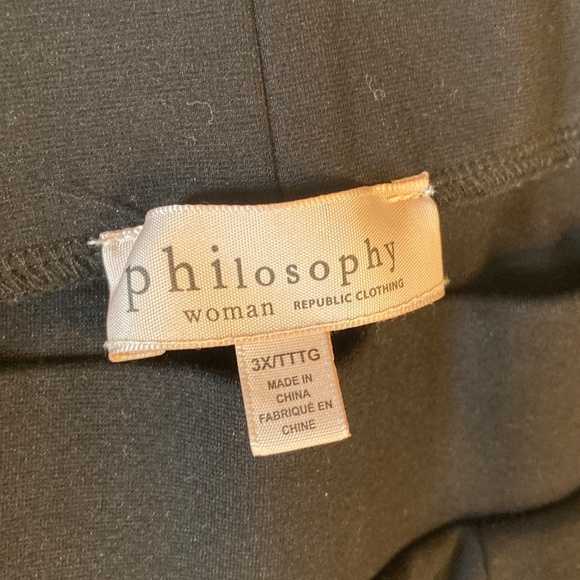 philosophy
woman REPUBLIC CLOTHING
3X/TTTG
MADE IN
CHINA
FABRIQUÉ EN
CHINE